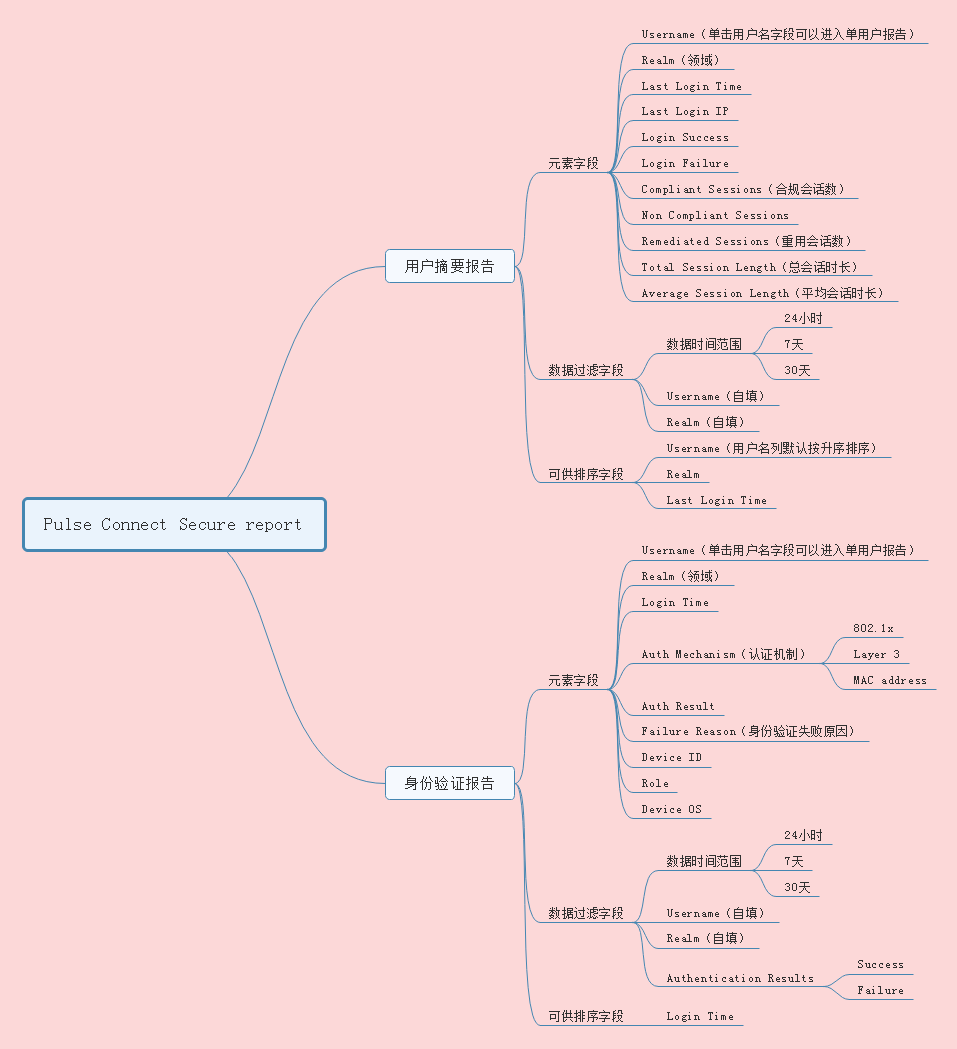 Pulse Connect Secure report
用户摘要报告
元素字段
Username（单击用户名字段可以进入单用户报告）
Realm（领域）
Last Login Time
Last Login IP
Login Success
Login Failure
Compliant Sessions（合规会话数）
Non Compliant Sessions
Remediated Sessions（重用会话数）
Total Session Length（总会话时长）
Average Session Length（平均会话时长）
数据过滤字段
数据时间范围
24小时
7天
30天
Username（自填）
Realm（自填）
可供排序字段
Username（用户名列默认按升序排序）
Realm
Last Login Time
身份验证报告
元素字段
Username（单击用户名字段可以进入单用户报告）
Realm（领域）
Login Time
Auth Mechanism（认证机制）
802.1x
Layer 3
MAC address
Auth Result
Failure Reason（身份验证失败原因）
Device ID
Role
Device OS
数据过滤字段
数据时间范围
24小时
7天
30天
Username（自填）
Realm（自填）
Authentication Results
Success
Failure
可供排序字段
Login Time